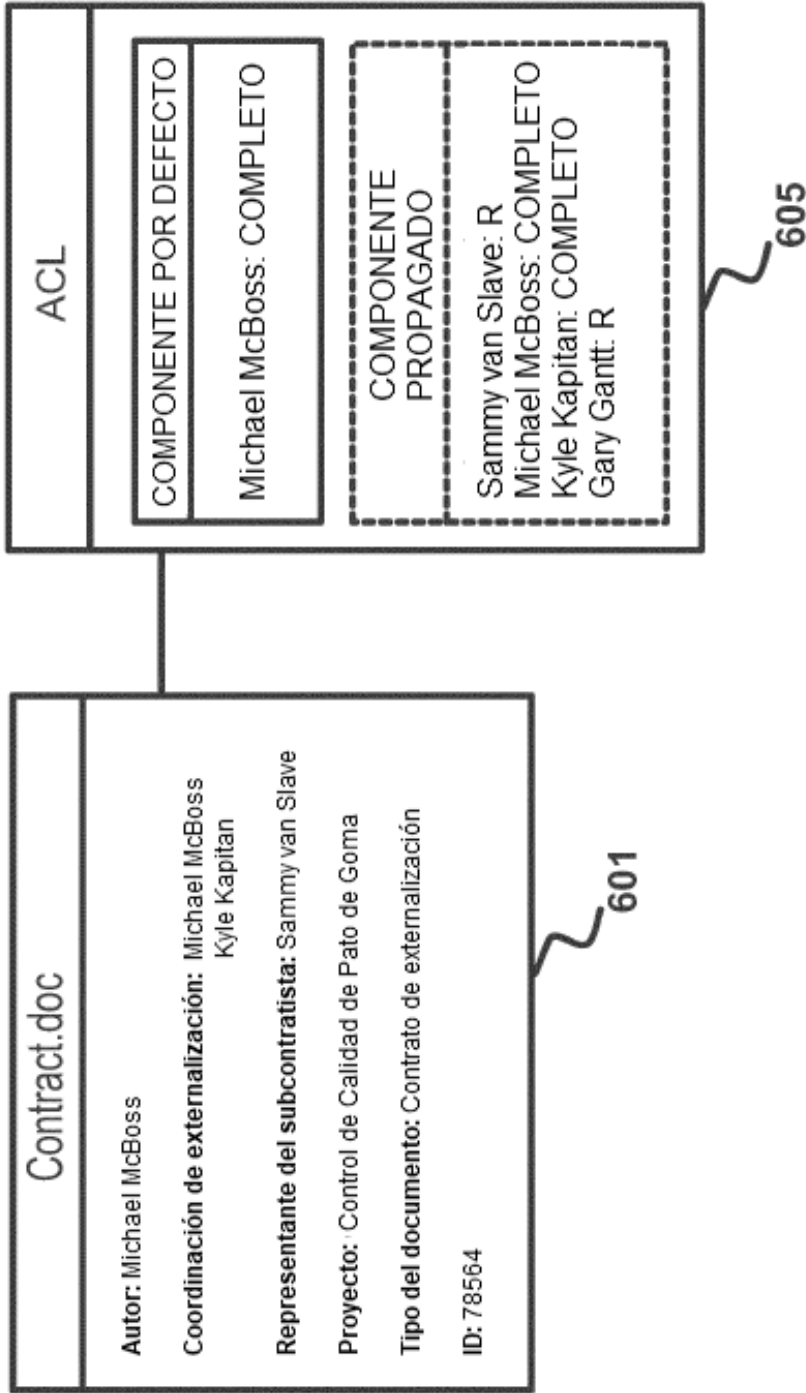 Contract.doc
Autor: Michael McBoss
Coordinación de externalización: Michael McBoss
Kyle Kapitan
Representante del subcontratista: Sammy van Slave
Proyecto: Control de Calidad de Pato de Goma
Tipo del documento: Contrato de externalización
ID: 78564
601
ACL
COMPONENTE POR DEFECTO
Michael McBoss: COMPLETO
COMPONENTE
PROPAGADO
Sammy van Slave: R
Michael McBoss: COMPLETO
Kyle Kapitan: COMPLETO
Gary Gantt: R
605